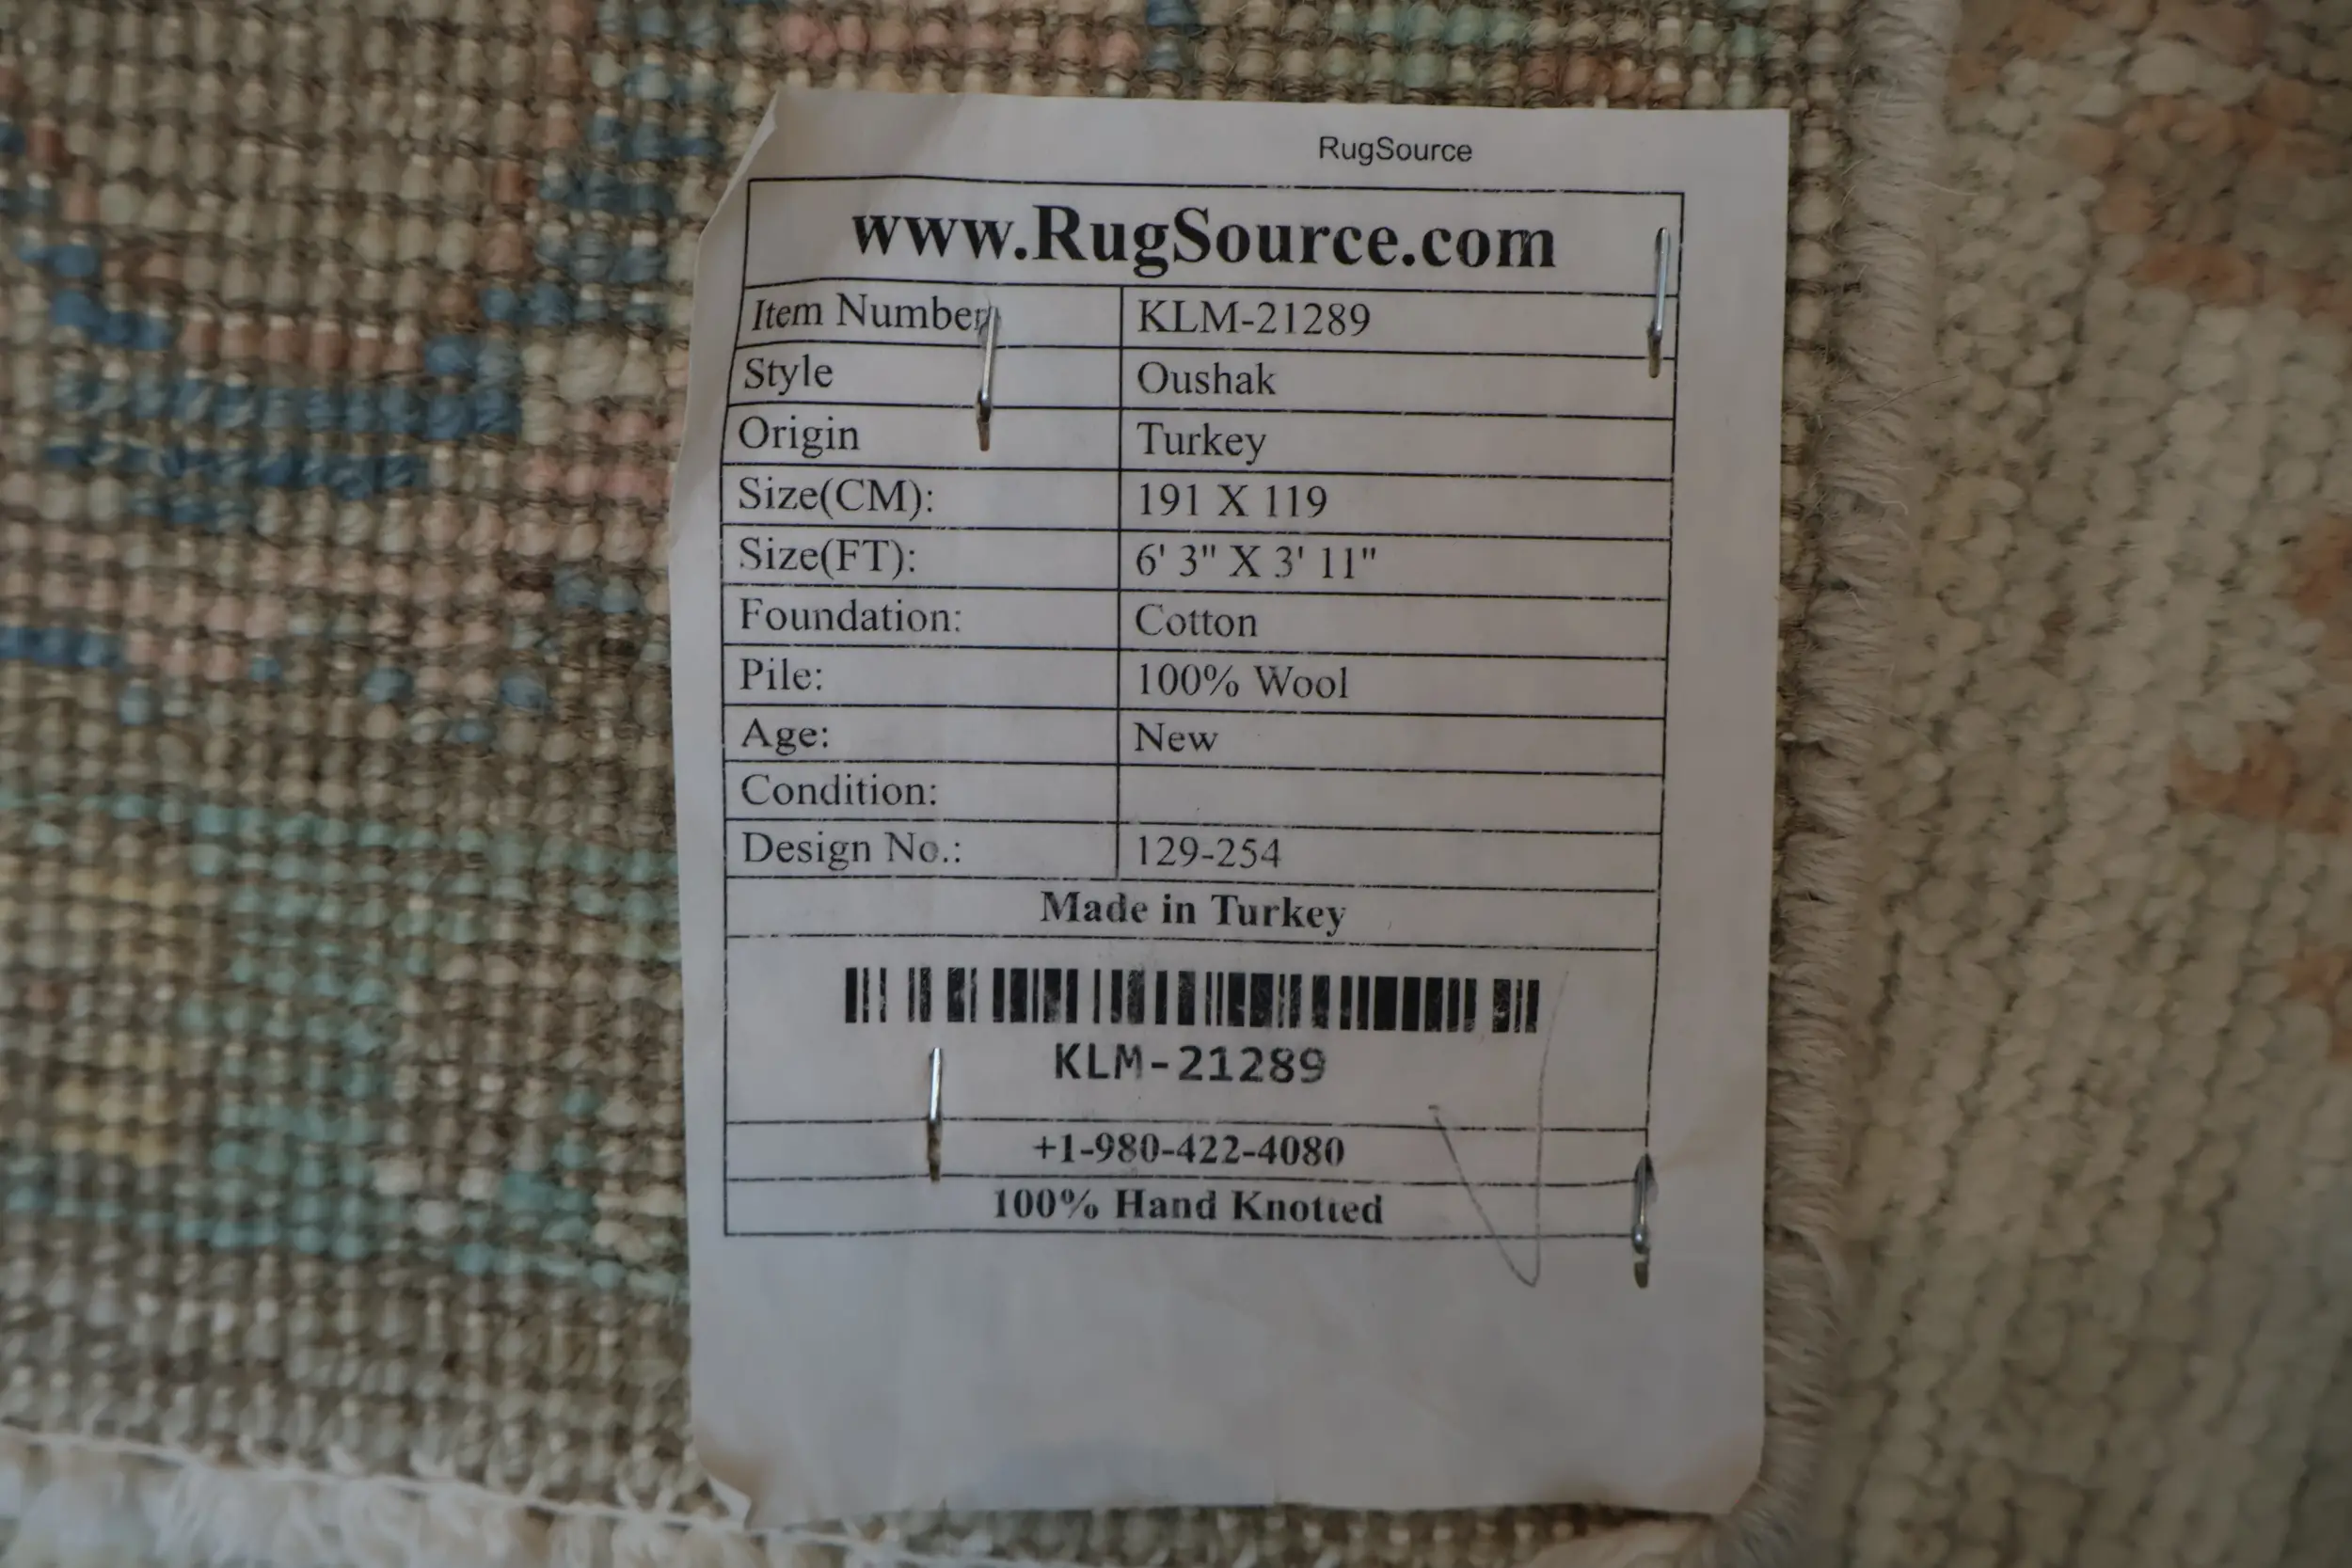 RugSource
www.RugSource.com
Item Number KLM-21289
Style Oushak
Origin Turkey
Size(CM): 191 X 119
Size(FT): 6' 3" X 3' 11"
Foundation: Cotton
Pile: 100% Wool
Age: New
Condition:
Design No.: 129-254
Made in Turkey
KLM-21289
+1-980-422-4080
100% Hand Knotted